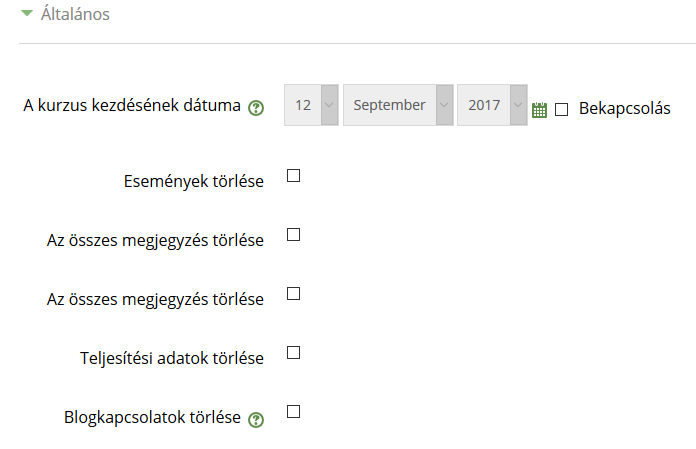 Általános
A kurzus kezdésének dátuma 12 September 2017 Bekapcsolás
Események törlése
Az összes megjegyzés törlése
Az összes megjegyzés törlése
Teljesítési adatok törlése
Blogkapcsolatok törlése